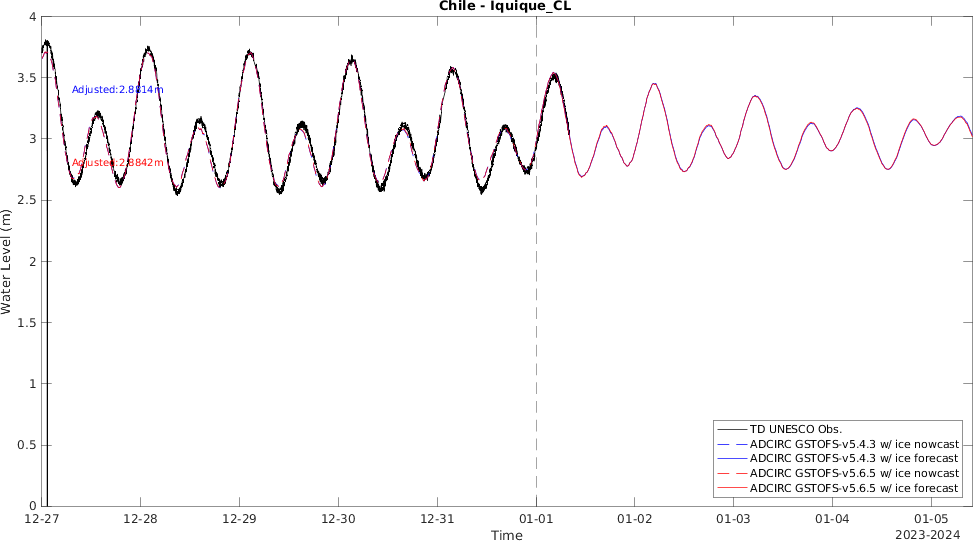 Chile - Iquique_CL
4
3.5
3
2.5
2
1.5
1
0.5
0
Water Level (m)
Adjusted:2.8814m
Adjusted:2.8842m
TD UNESCO Obs.
ADCIRC GSTOFS-v5.4.3 w/ ice nowcast
ADCIRC GSTOFS-v5.4.3 w/ ice forecast
ADCIRC GSTOFS-v5.6.5 w/ ice nowcast
ADCIRC GSTOFS-v5.6.5 w/ ice forecast
12-27 12-28 12-29 12-30 12-31 01-01 01-02 01-03 01-04 01-05
Time
2023-2024